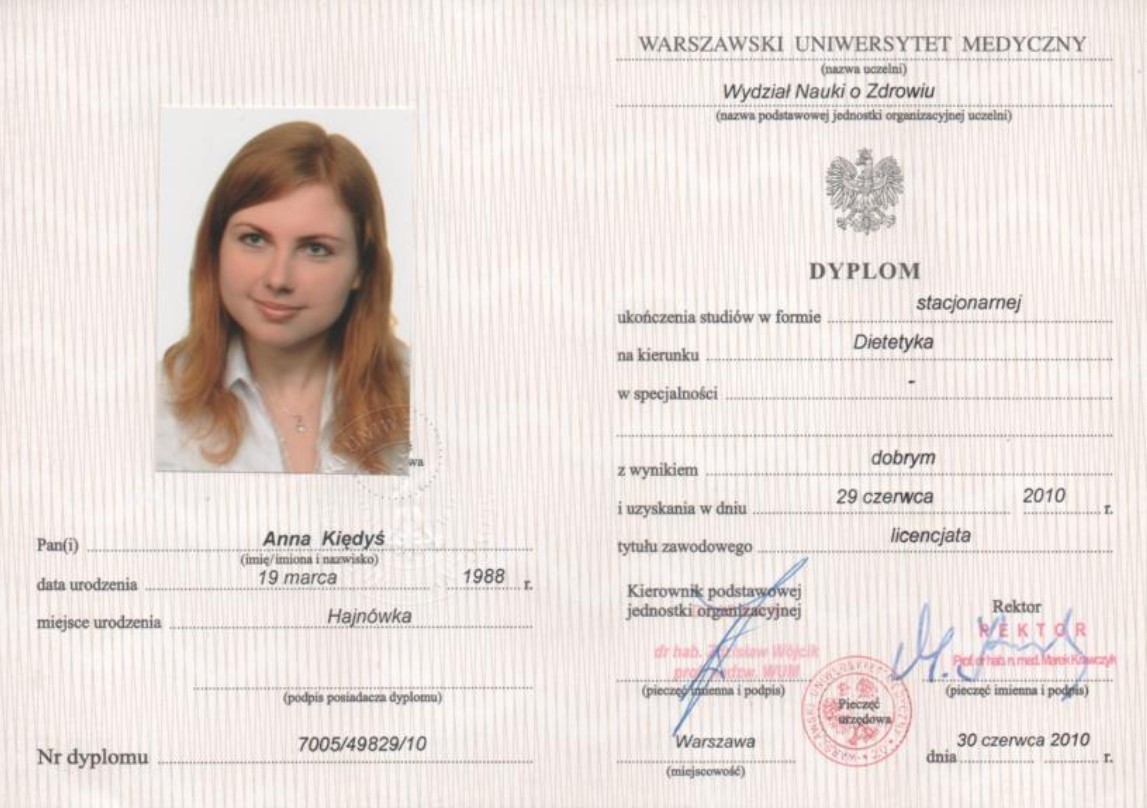 wa
Pan(i) Anna Kiędyś
(imię/imiona i nazwisko)
data urodzenia 19 marca 1988 r.
miejsce urodzenia Hajnówka
(podpis posiadacza dyplomu)
Nr dyplomu 7005/49829/10
WARSZAWSKI UNIWERSYTET MEDYCZNY
(nazwa uczelni)
Wydział Nauki o Zdrowiu
(nazwa podstawowej jednostki organizacyjnej uczelni)
DYPLOM
ukończenia studiów w formie stacjonarnej
na kierunku Dietetyka
w specjalności -
z wynikiem dobrym
i uzyskania w dniu 29 czerwca 2010 r.
tytułu zawodowego licencjata
Kierownik podstawowej
jednostki organizacyjnej
dr hab. Wójcik
WUM
(pieczęć imienna i podpis)
Rektor
REKTOR
Prof. dr hab. n. med. Marek Krawczyk
(pieczęć imienna i podpis)
Pieczęć
urzędowa
Warszawa
(miejscowość)
dnia 30 czerwca 2010 r.